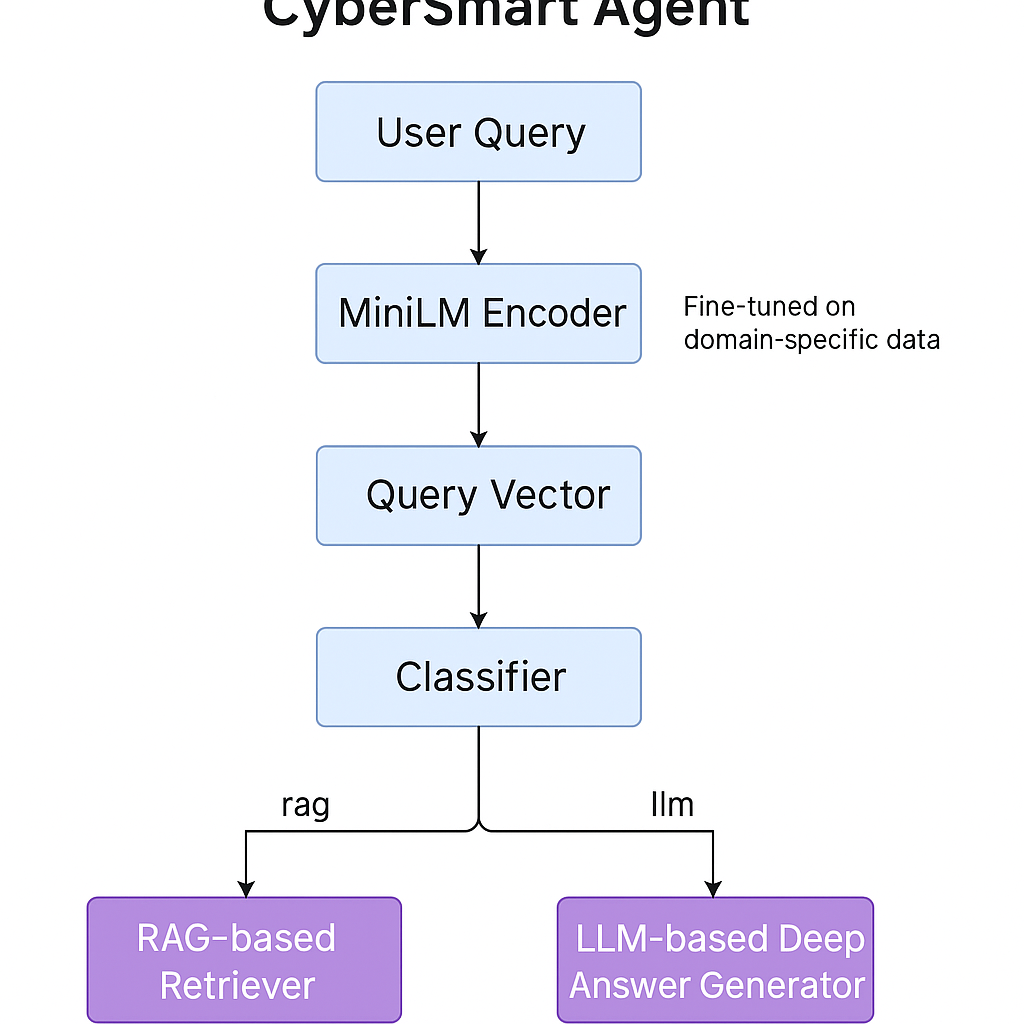 CyberSmart Agent
User Query
MiniLM Encoder
Fine-tuned on
domain-specific data
Query Vector
Classifier
rag
llm
RAG-based
Retriever
LLM-based Deep
Answer Generator